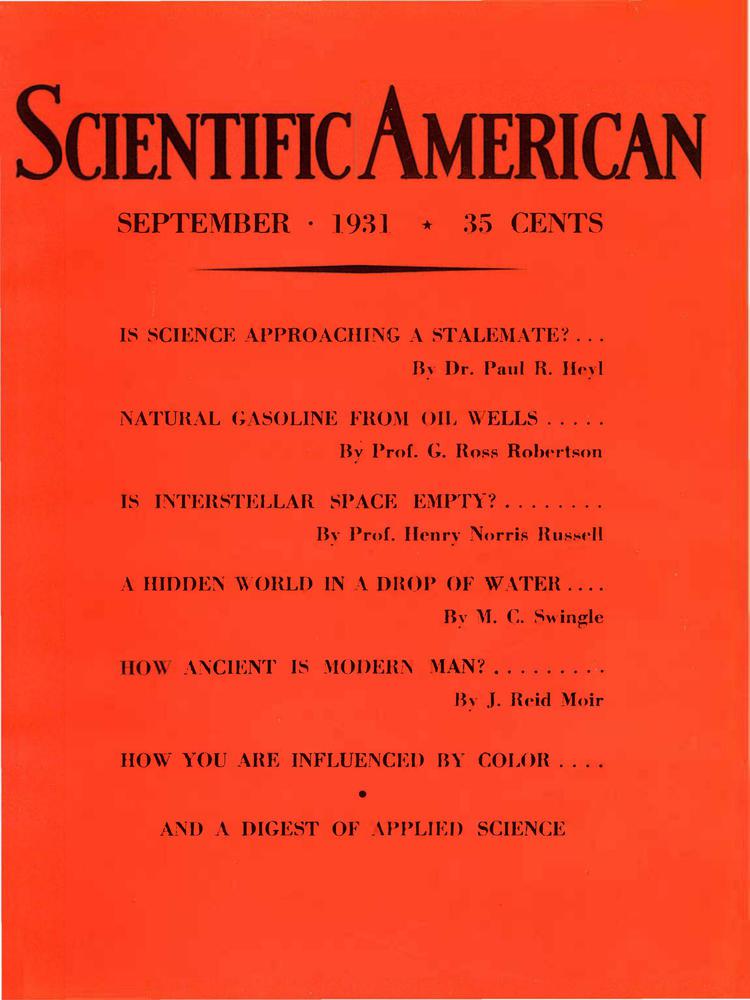 SCIENTIFIC AMERICAN
SEPTEMBER · 1931 ★ 35 CENTS
IS SCIENCE APPROACHING A STALEMATE? . . .
By Dr. Paul R. Heyl
NATURAL GASOLINE FROM OIL WELLS . . . . .
By Prof. G. Ross Robertson
IS INTERSTELLAR SPACE EMPTY? . . . . . . . .
By Prof. Henry Norris Russell
A HIDDEN WORLD IN A DROP OF WATER . . . .
By M. C. Swingle
HOW ANCIENT IS MODERN MAN? . . . . . . . . .
By J. Reid Moir
HOW YOU ARE INFLUENCED BY COLOR . . . .
•
AND A DIGEST OF APPLIED SCIENCE